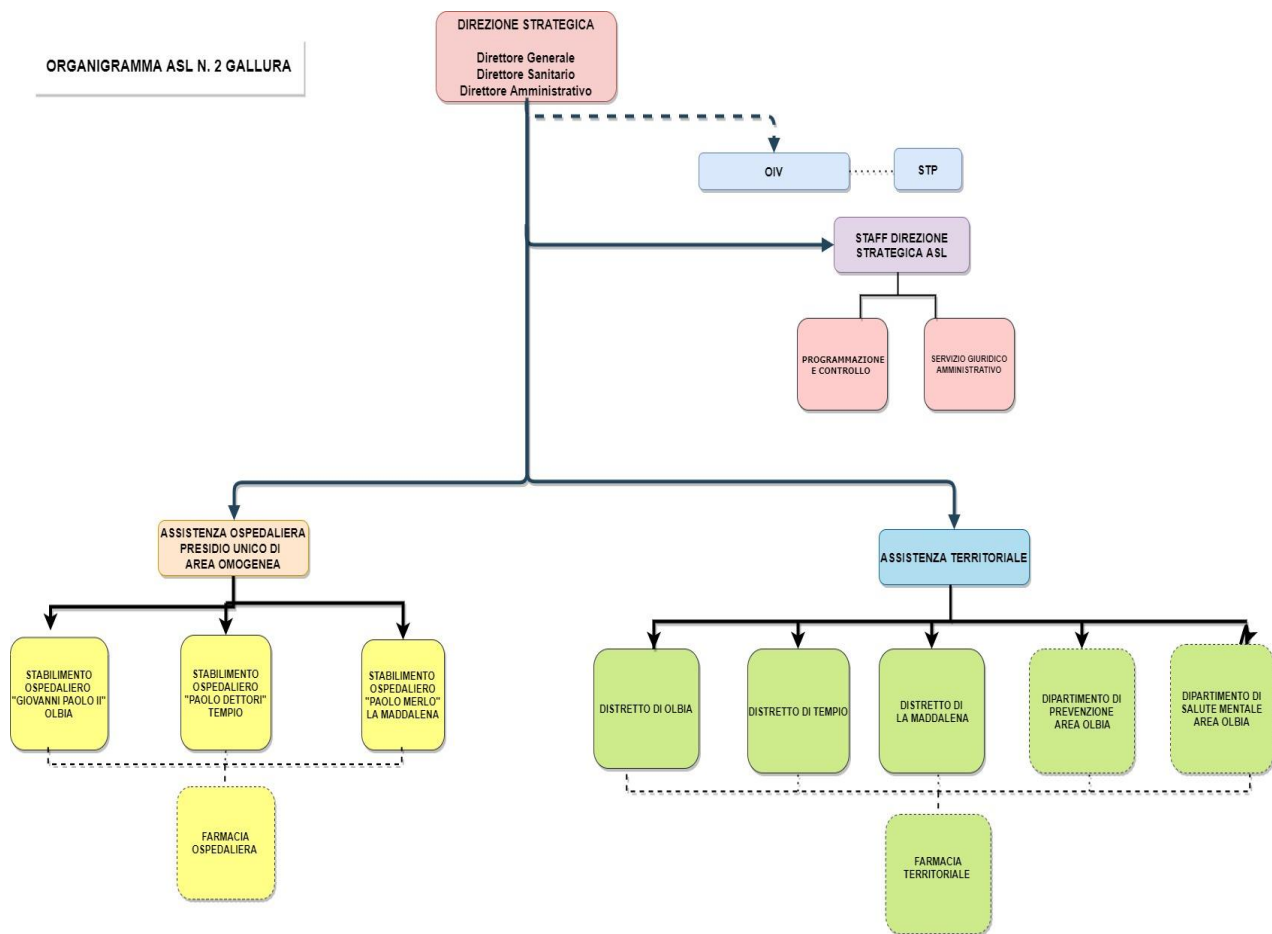 DIREZIONE STRATEGICA
Direttore Generale
Direttore Sanitario
Direttore Amministrativo
ORGANIGRAMMA ASL N. 2 GALLURA
OIV
STP
STAFF DIREZIONE
STRATEGICA ASL
PROGRAMMAZIONE
E CONTROLLO
SERVIZIO GIURIDICO
AMMINISTRATIVO
ASSISTENZA OSPEDALIERA
PRESIDIO UNICO DI
AREA OMOGENEA
ASSISTENZA TERRITORIALE
STABILIMENTO
OSPEDALIERO
"GIOVANNI PAOLO II"
OLBIA
STABILIMENTO
OSPEDALIERO
"PAOLO DETTORI"
TEMPIO
STABILIMENTO
OSPEDALIERO
"PAOLO MERLO"
LA MADDALENA
DISTRETTO DI OLBIA
DISTRETTO DI TEMPIO
DISTRETTO DI
LA MADDALENA
DIPARTIMENTO DI
PREVENZIONE
AREA OLBIA
DIPARTIMENTO DI
SALUTE MENTALE
AREA OLBIA
FARMACIA
OSPEDALIERA
FARMACIA
TERRITORIALE